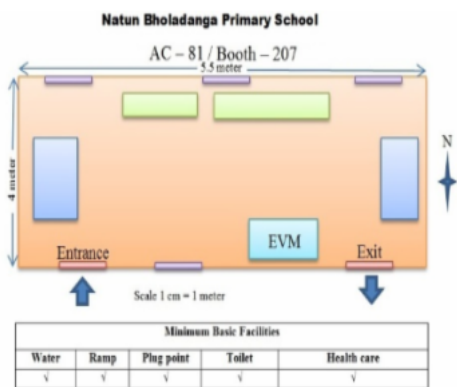 Natun Bholadanga Primary School
AC – 81 / Booth – 207
5.5 meter
4 meter
N
EVM
Entrance
Exit
Scale 1 cm = 1 meter
Minimum Basic Facilities
Water Ramp Plug point Toilet Health care
√ √ √ √ √